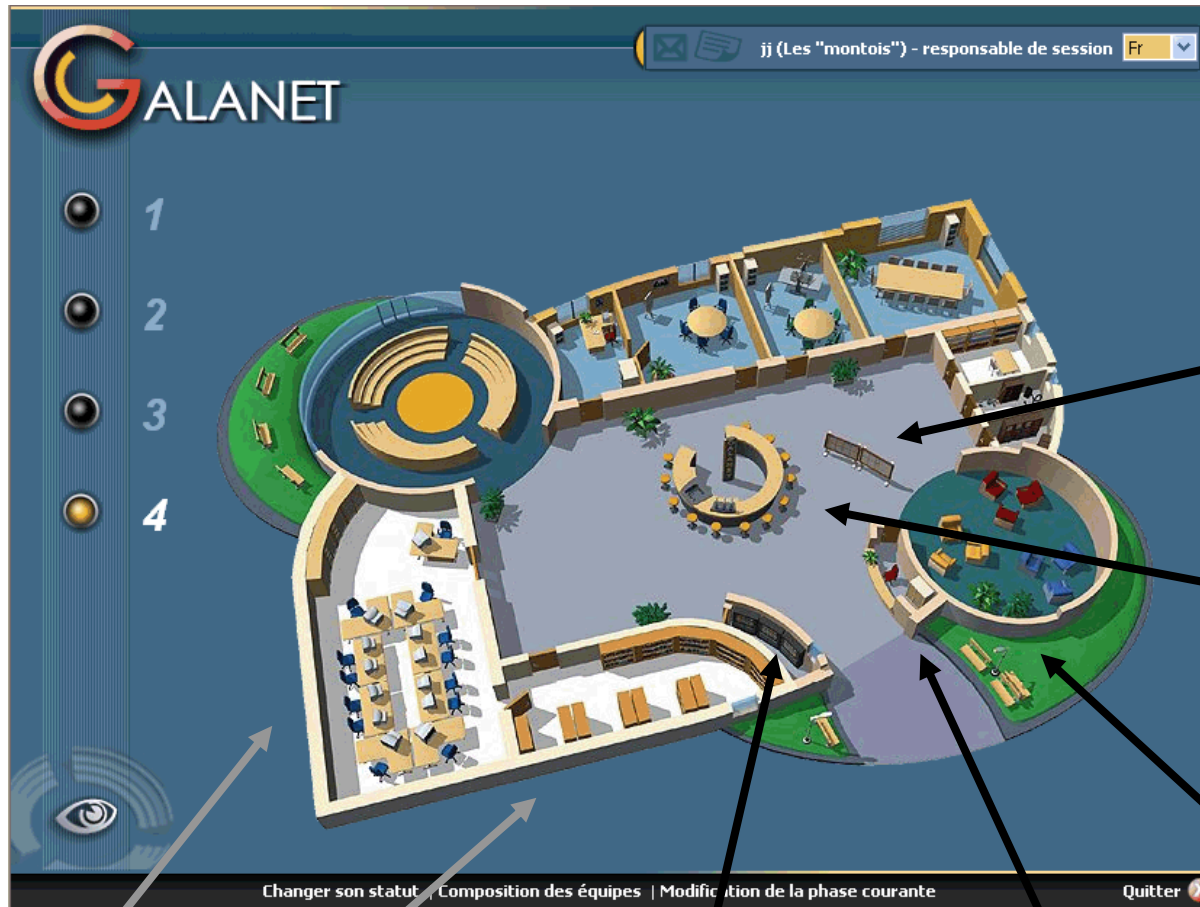 jj (Les "montois") - responsable de session Fr
GALANET
1
2
3
4
Changer son statut | Composition des équipes | Modification de la phase courante Quitter